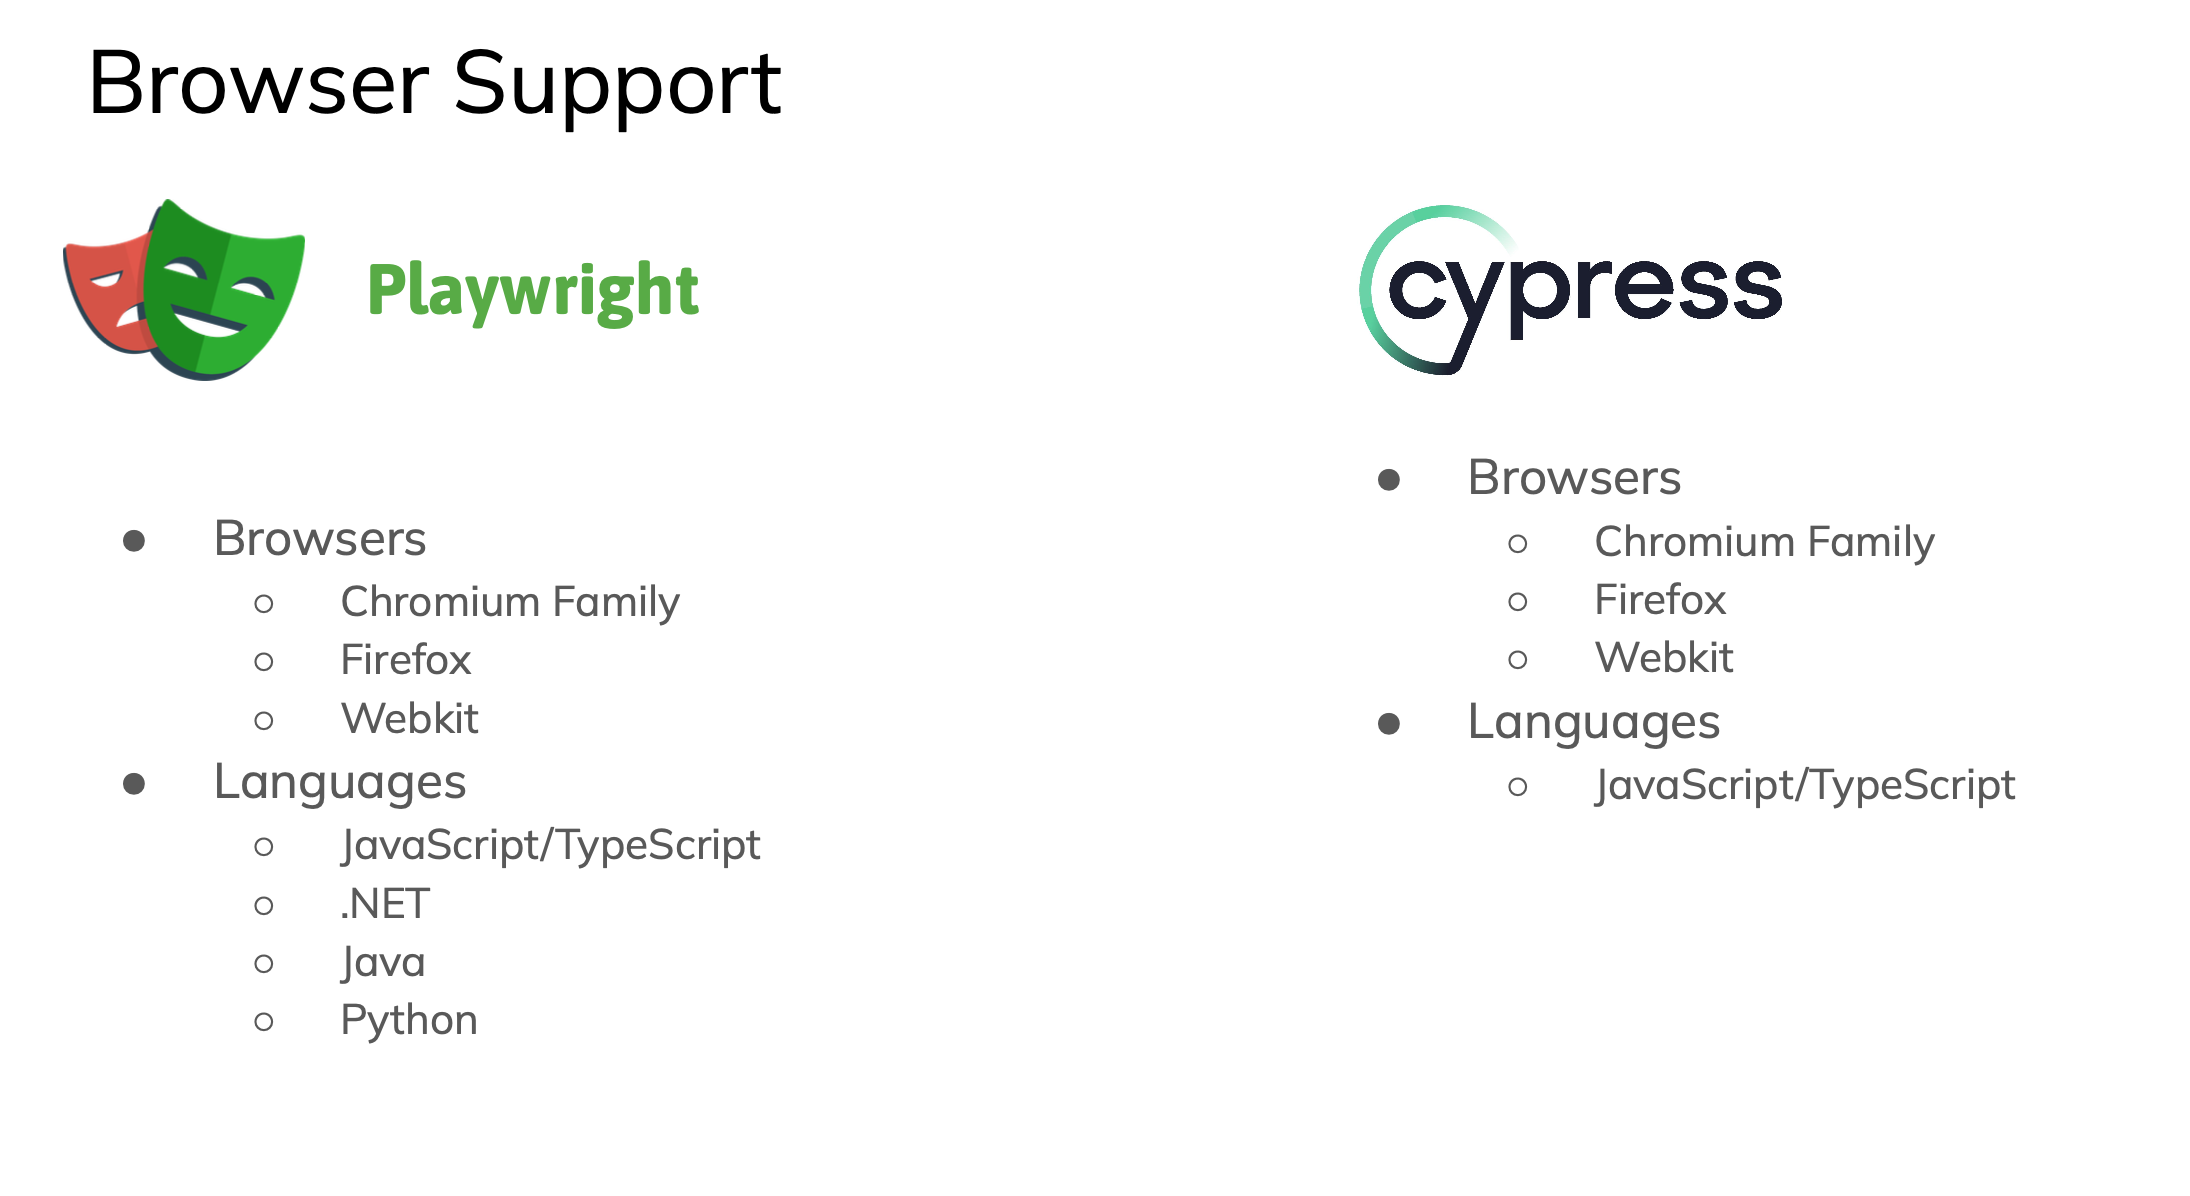 Browser Support
Playwright
● Browsers
○ Chromium Family
○ Firefox
○ Webkit
● Languages
○ JavaScript/TypeScript
○ .NET
○ Java
○ Python
cypress
● Browsers
○ Chromium Family
○ Firefox
○ Webkit
● Languages
○ JavaScript/TypeScript